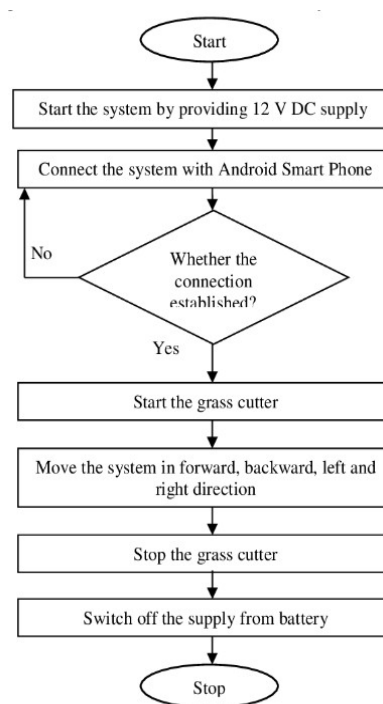 Start
Start the system by providing 12 V DC supply
Connect the system with Android Smart Phone
No
Whether the
connection
established?
Yes
Start the grass cutter
Move the system in forward, backward, left and
right direction
Stop the grass cutter
Switch off the supply from battery
Stop